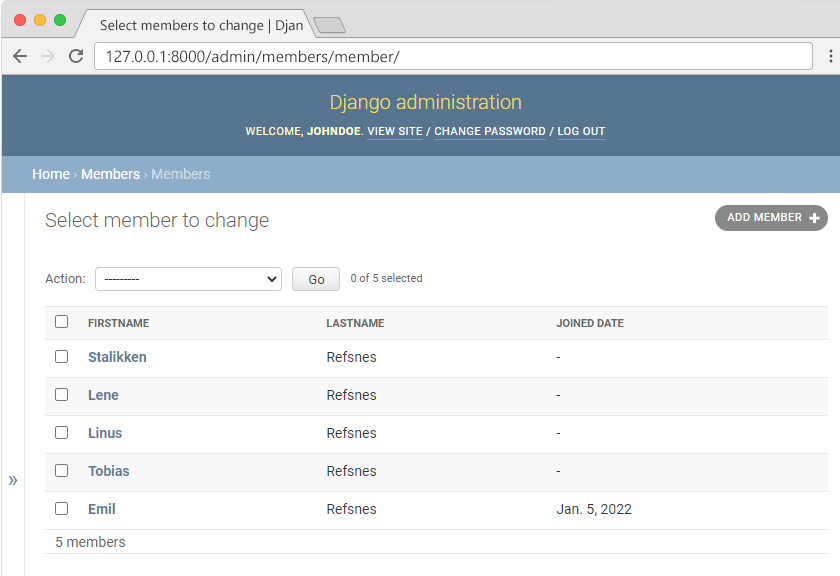 Select members to change | Djan
127.0.0.1:8000/admin/members/member/
Django administration
WELCOME, JOHNDOE. VIEW SITE / CHANGE PASSWORD / LOG OUT
Home › Members › Members
Select member to change
ADD MEMBER +
Action: --------- Go 0 of 5 selected
FIRSTNAME LASTNAME JOINED DATE
Stalikken Refsnes -
Lene Refsnes -
Linus Refsnes -
Tobias Refsnes -
»
Emil Refsnes Jan. 5, 2022
5 members